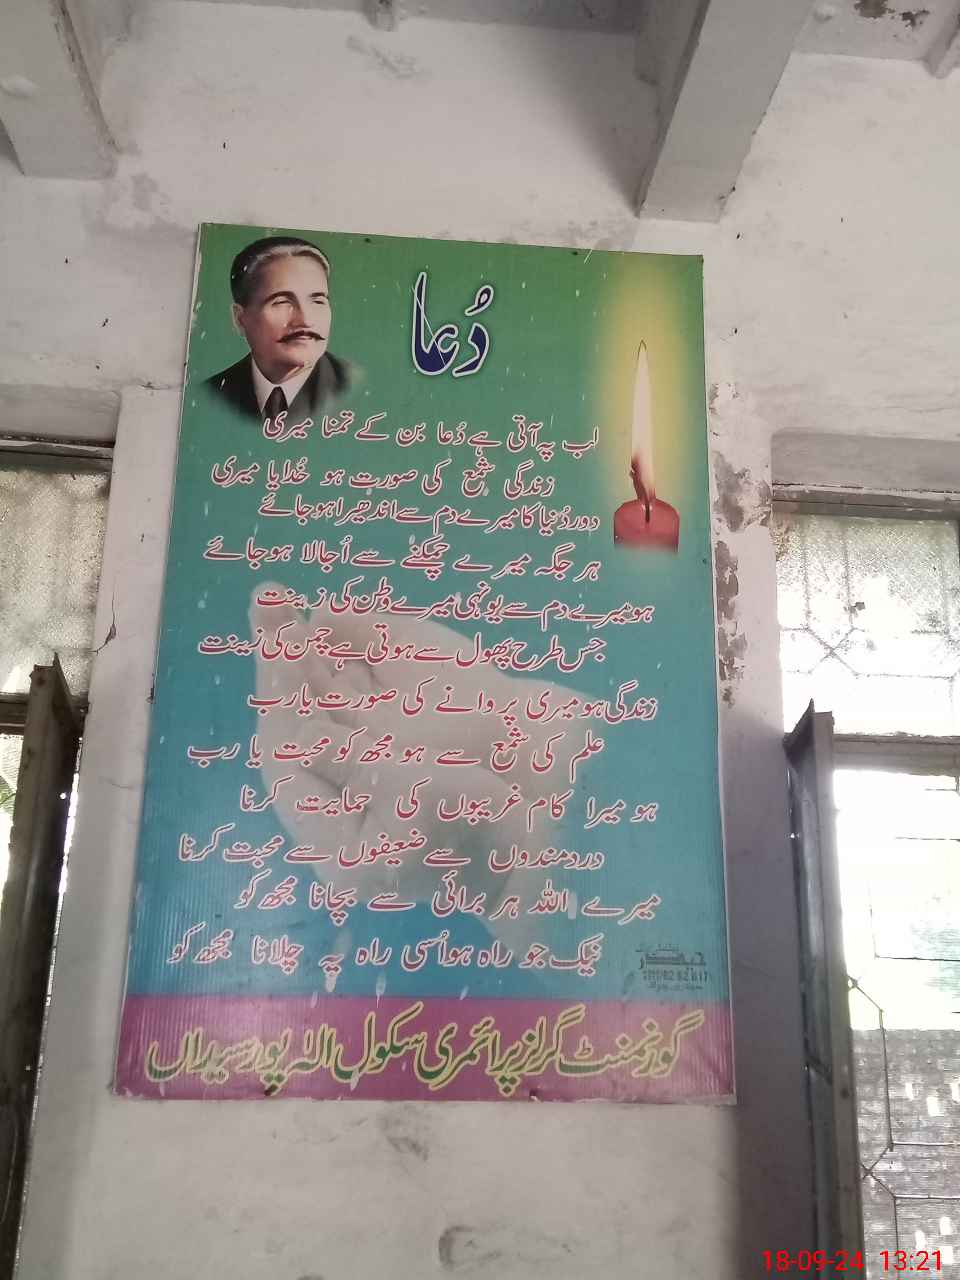 دُعا
لب پہ آتی ہے دُعا بن کے تمنا میری
زندگی شمع کی صورت ہو خُدایا میری
دور دُنیا کا میرے دم سے اندھیرا ہو جائے
ہر جگہ میرے چمکنے سے اُجالا ہو جائے
ہو میرے دم سے یونہی میرے وطن کی زینت
جس طرح پھول سے ہوتی ہے چمن کی زینت
زندگی ہو میری پروانے کی صورت یارب
علم کی شمع سے ہو مجھ کو محبت یا رب
ہو میرا کام غریبوں کی حمایت کرنا
دردمندوں سے ضعیفوں سے محبت کرنا
میرے اللہ ہر برائی سے بچانا مجھ کو
نیک جو راہ ہو اُسی راہ پہ چلانا مجھ کو
حیدر
گورنمنٹ گرلز پرائمری سکول الہٰ پور سیداں
18-09-24 13:21